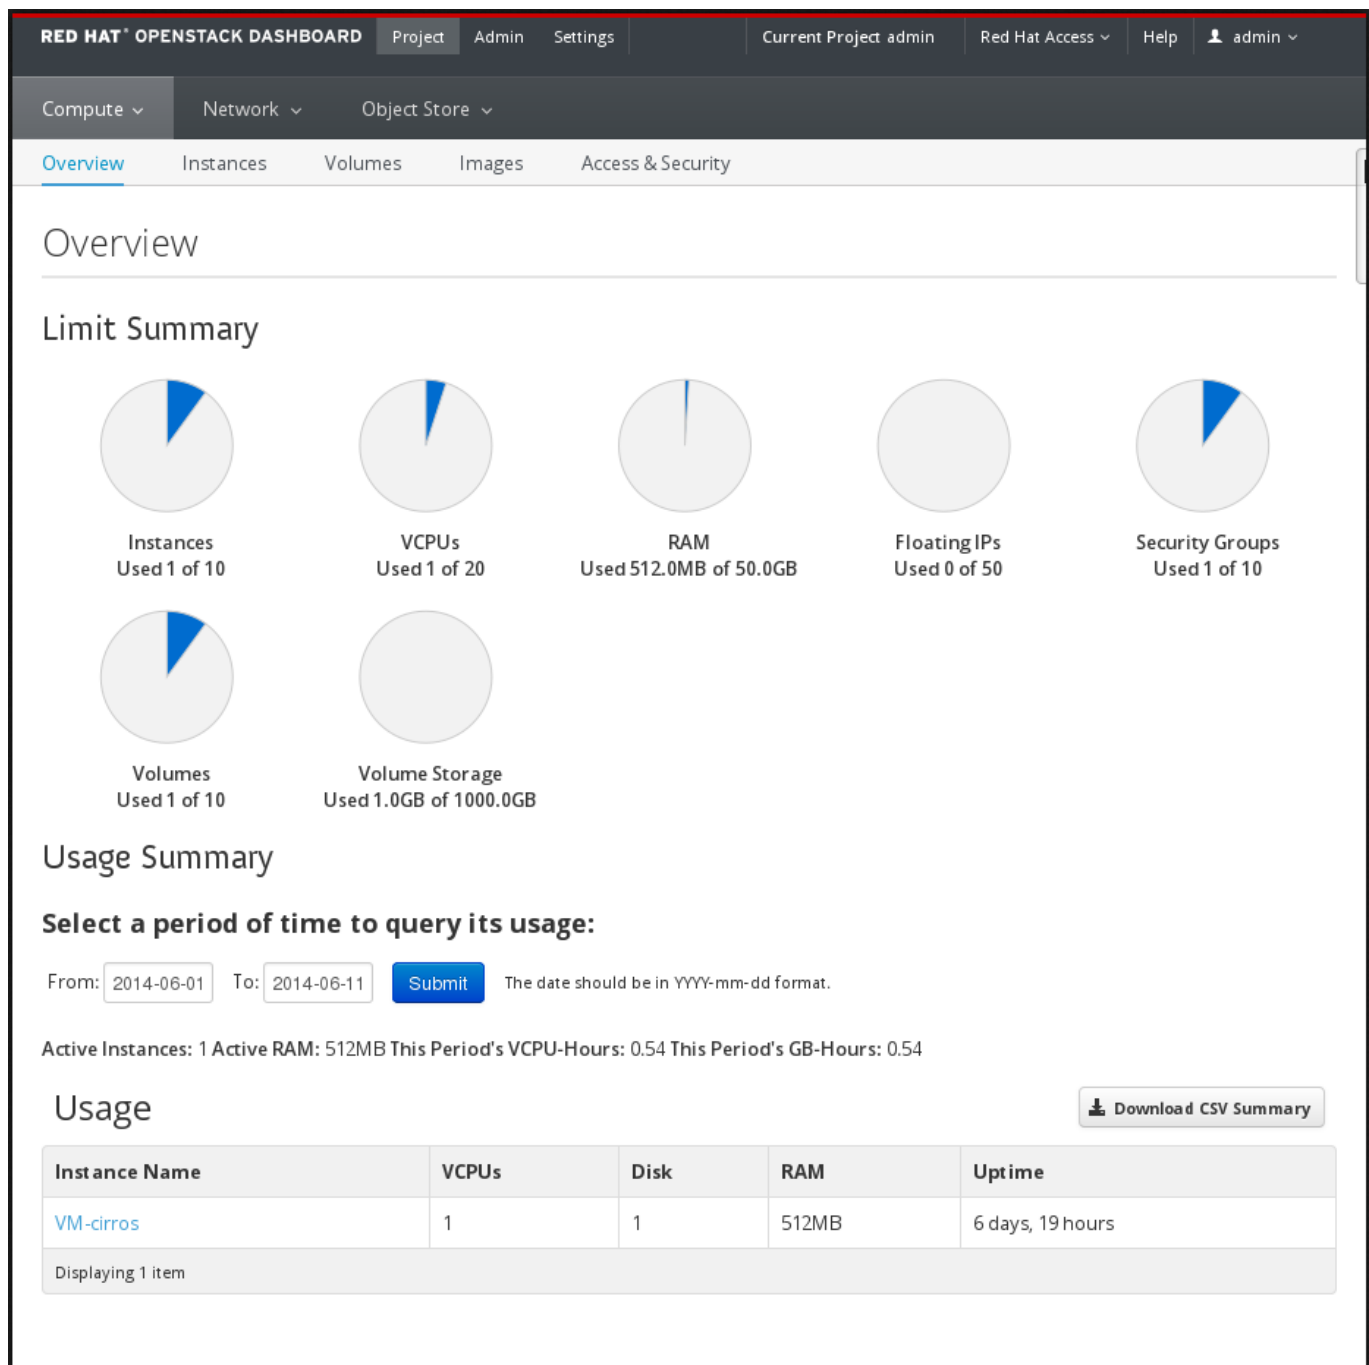 RED HAT® OPENSTACK DASHBOARD Project Admin Settings Current Project admin Red Hat Access Help admin
Compute Network Object Store
Overview Instances Volumes Images Access & Security
Overview
Limit Summary
Instances VCPUs RAM Floating IPs Security Groups
Used 1 of 10 Used 1 of 20 Used 512.0MB of 50.0GB Used 0 of 50 Used 1 of 10
Volumes Volume Storage
Used 1 of 10 Used 1.0GB of 1000.0GB
Usage Summary
Select a period of time to query its usage:
From: 2014-06-01 To: 2014-06-11 Submit The date should be in YYYY-mm-dd format.
Active Instances: 1 Active RAM: 512MB This Period's VCPU-Hours: 0.54 This Period's GB-Hours: 0.54
Usage Download CSV Summary
Instance Name VCPUs Disk RAM Uptime
VM-cirros 1 1 512MB 6 days, 19 hours
Displaying 1 item